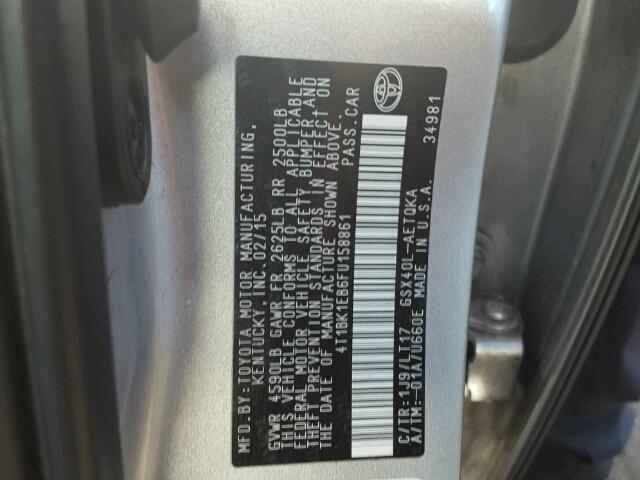 MFD.BY:TOYOTA MOTOR MANUFACTURING,
KENTUCKY,INC.02/15
GVWR 4590LB GAWR FR 2625LB RR 2500LB
THIS VEHICLE CONFORMS TO ALL APPLICABLE
FEDERAL MOTOR VEHICLE SAFETY BUMPER,AND
THEFT PREVENTION STANDARDS IN EFFECT ON
THE DATE OF MANUFACTURE SHOWN ABOVE.
4T1BK1EB6FU158861 PASS.CAR
C/TR:1J9/LT17 GSX40L-AETQKA
A/TM:-01A/U660E MADE IN U.S.A. 34981